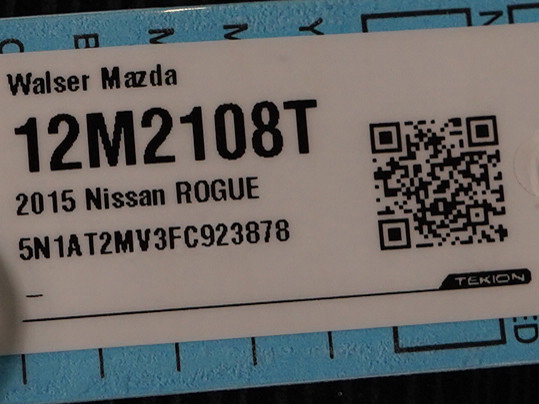 Walser Mazda
12M2108T
2015 Nissan ROGUE
5N1AT2MV3FC923878
–
TEKION